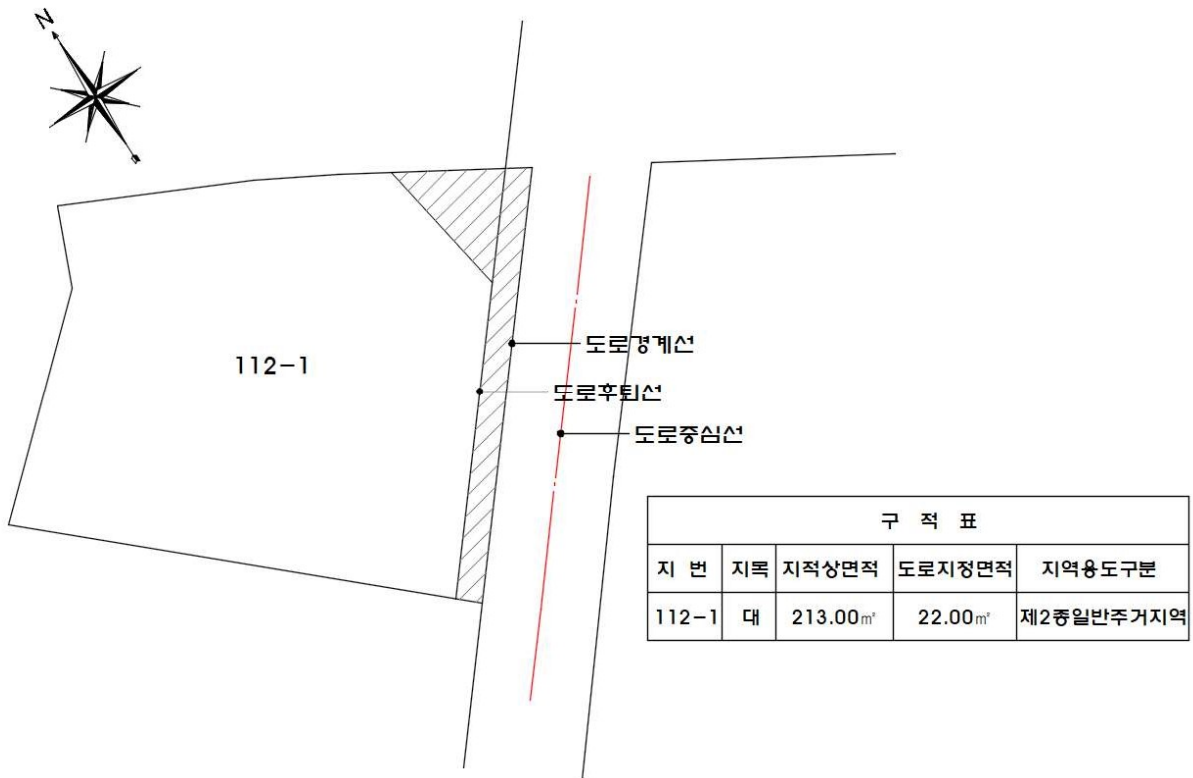 N
112-1
도로경계선
도로후퇴선
도로중심선
구 적 표
지 번 지목 지적상면적 도로지정면적 지역용도구분
112-1 대 213.00㎡ 22.00㎡ 제2종일반주거지역